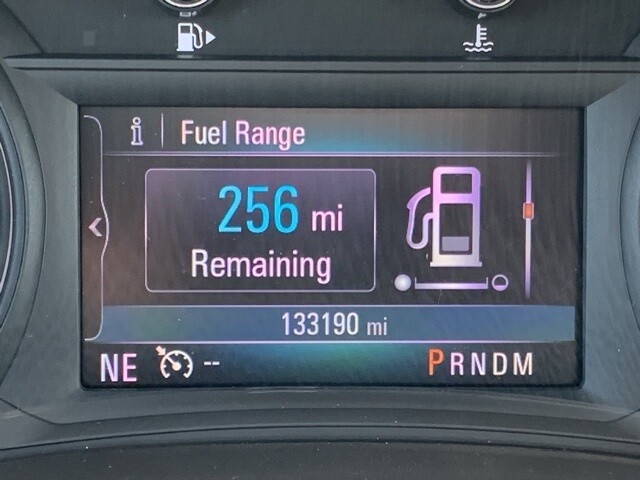 i Fuel Range
256 mi
Remaining
133190 mi
NE -- PRNDM